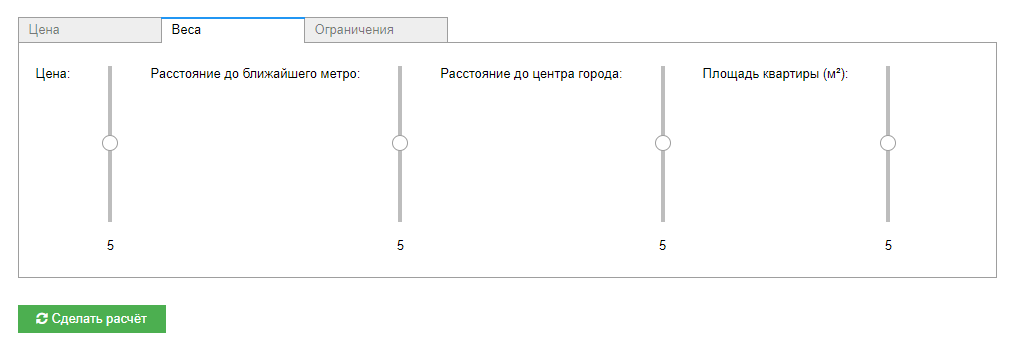 Цена Веса Ограничения
Цена: Расстояние до ближайшего метро: Расстояние до центра города: Площадь квартиры (м²):
5 5 5 5
Сделать расчёт